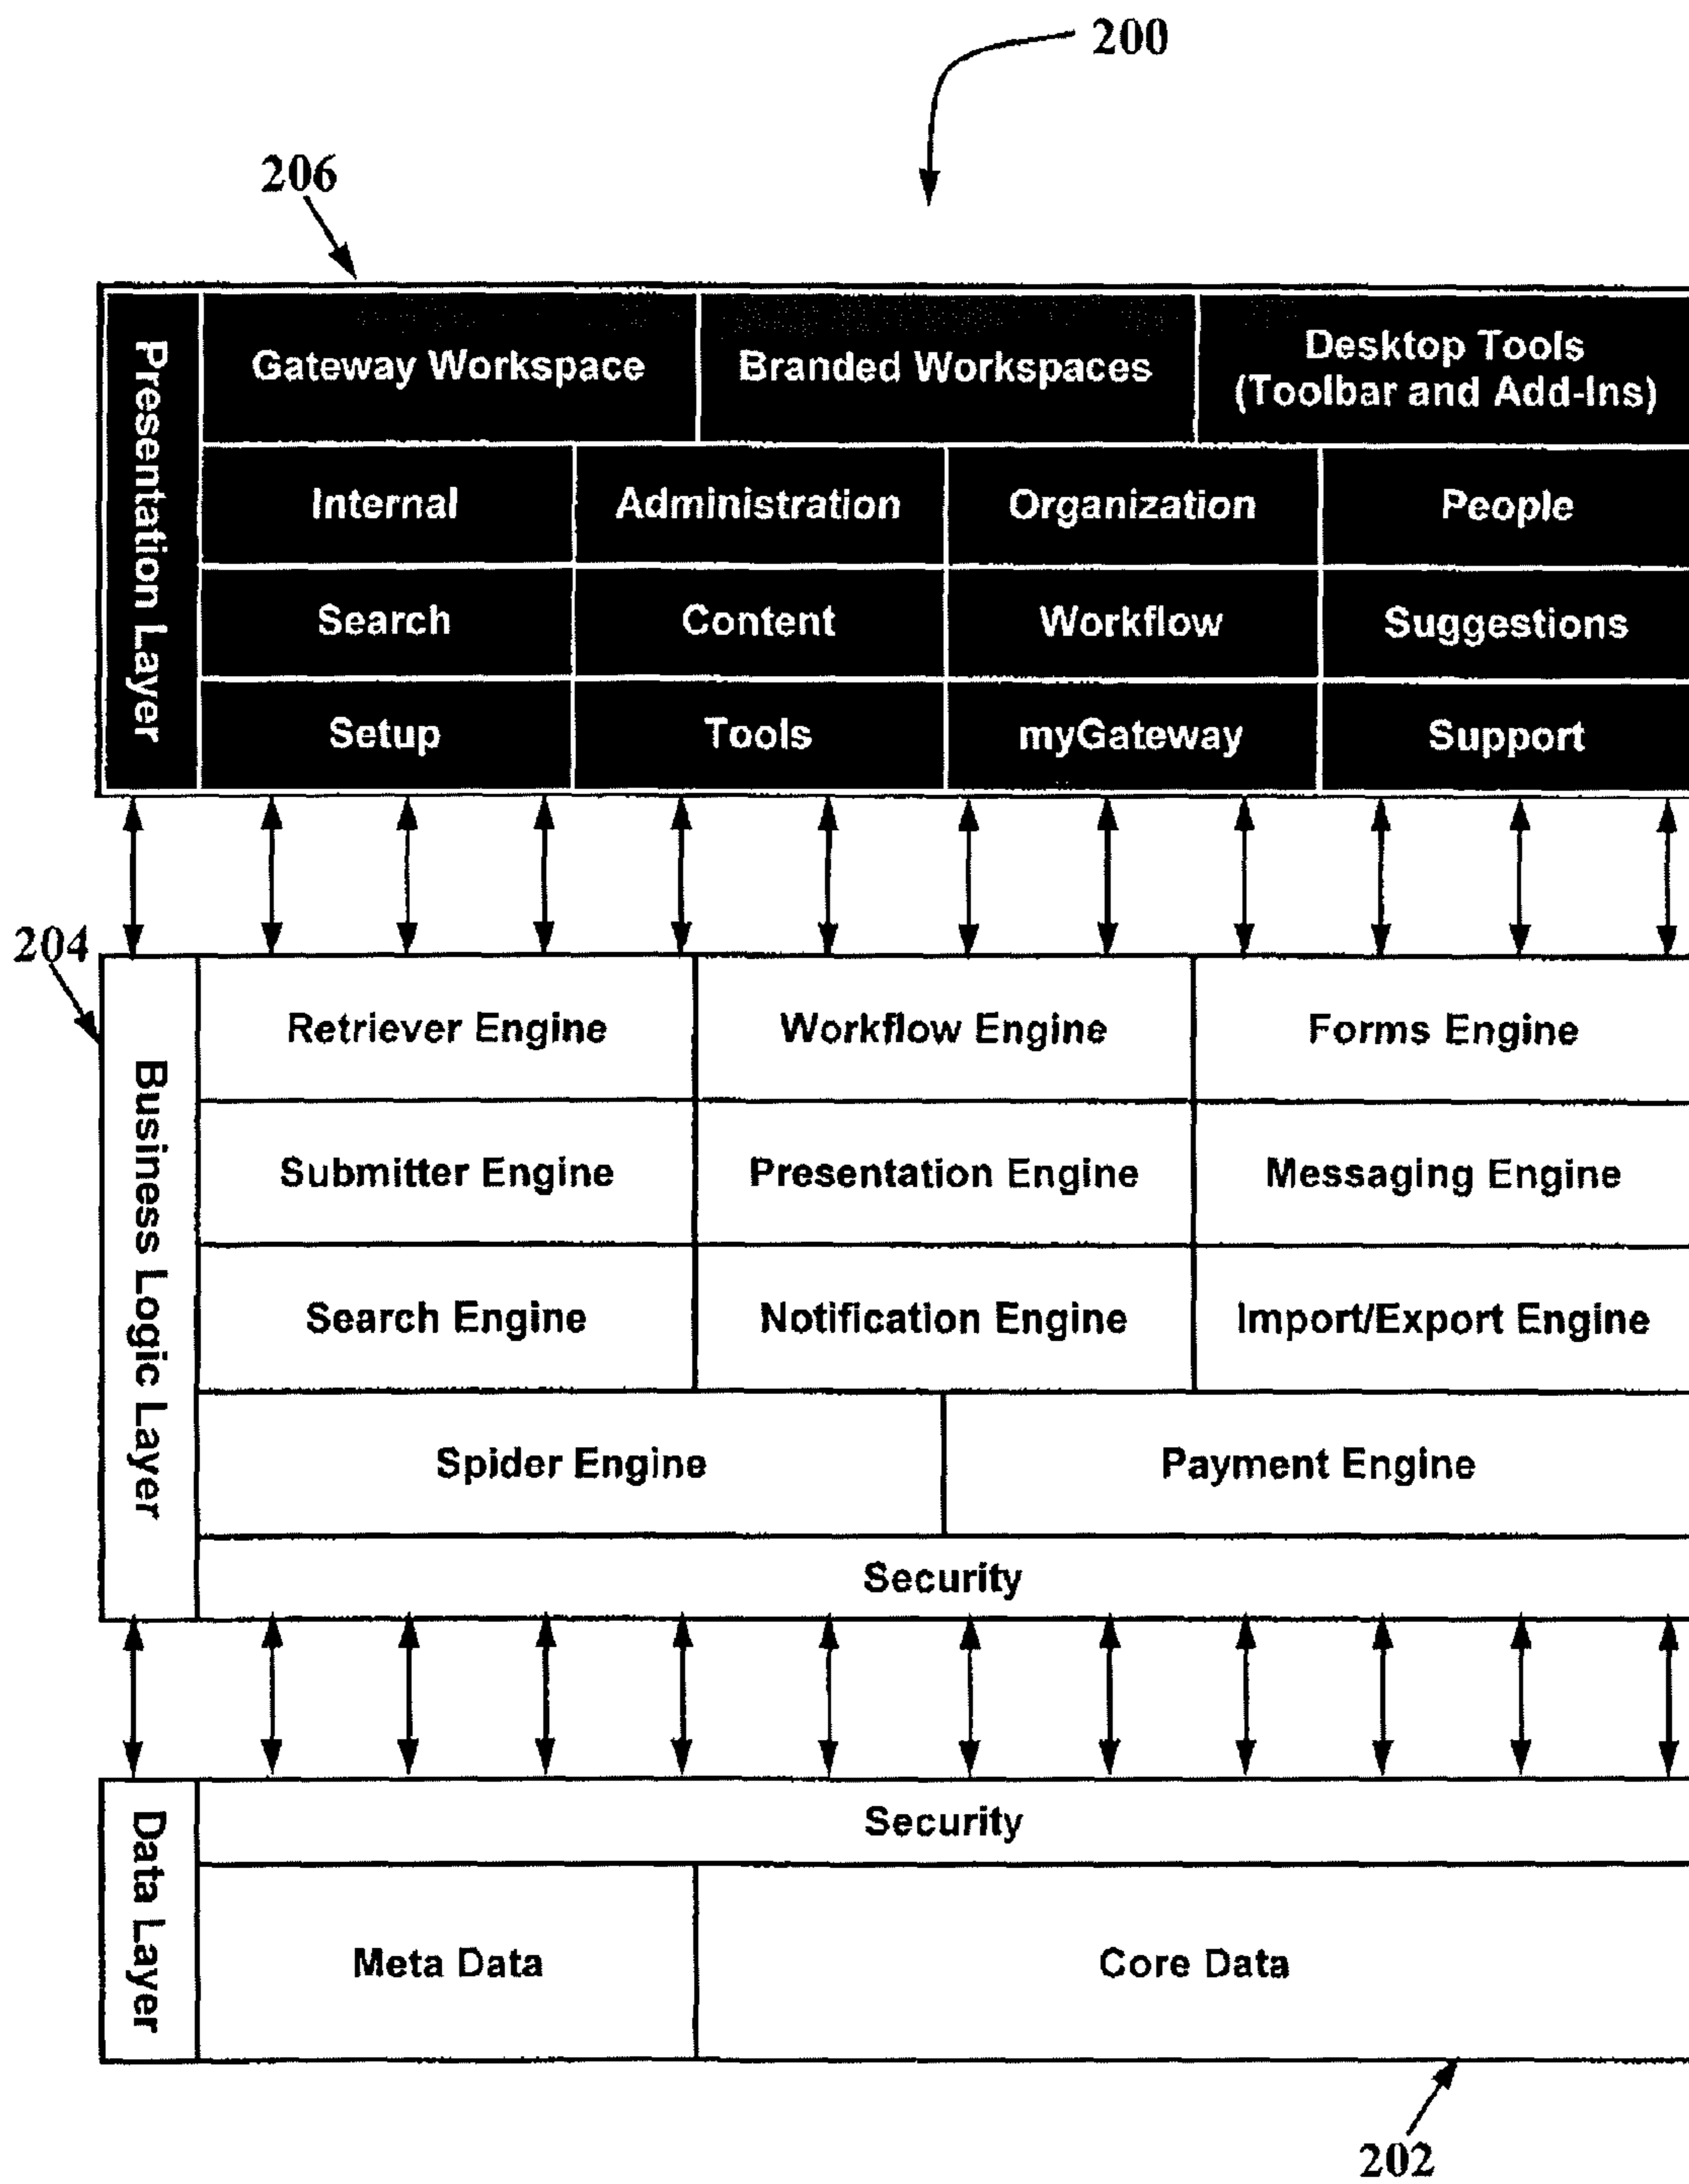 200
206
Presentation Layer
Gateway Workspace
Branded Workspaces
Desktop Tools
(Toolbar and Add-Ins)
Internal
Administration
Organization
People
Search
Content
Workflow
Suggestions
Setup
Tools
myGateway
Support
204
Business Logic Layer
Retriever Engine
Workflow Engine
Forms Engine
Submitter Engine
Presentation Engine
Messaging Engine
Search Engine
Notification Engine
Import/Export Engine
Spider Engine
Payment Engine
Security
Data Layer
Security
Meta Data
Core Data
202